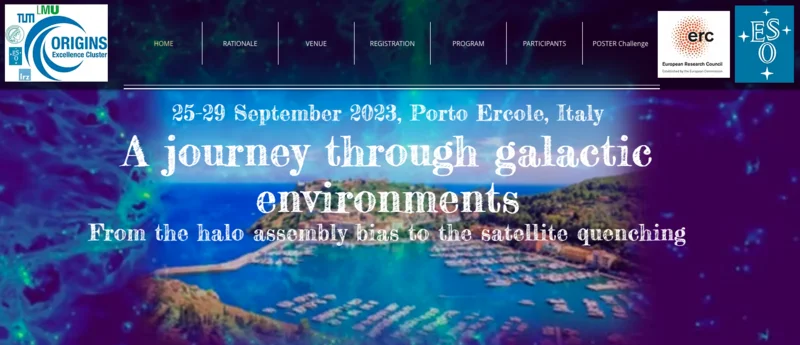 TUM
LMU
ORIGINS
Excellence Cluster
HOME
RATIONALE
VENUE
REGISTRATION
PROGRAM
PARTICIPANTS
POSTER Challenge
erc
European Research Council
Established by the European Commission
ESO
25-29 September 2023, Porto Ercole, Italy
A journey through galactic
environments
From the halo assembly bias to the satellite quenching